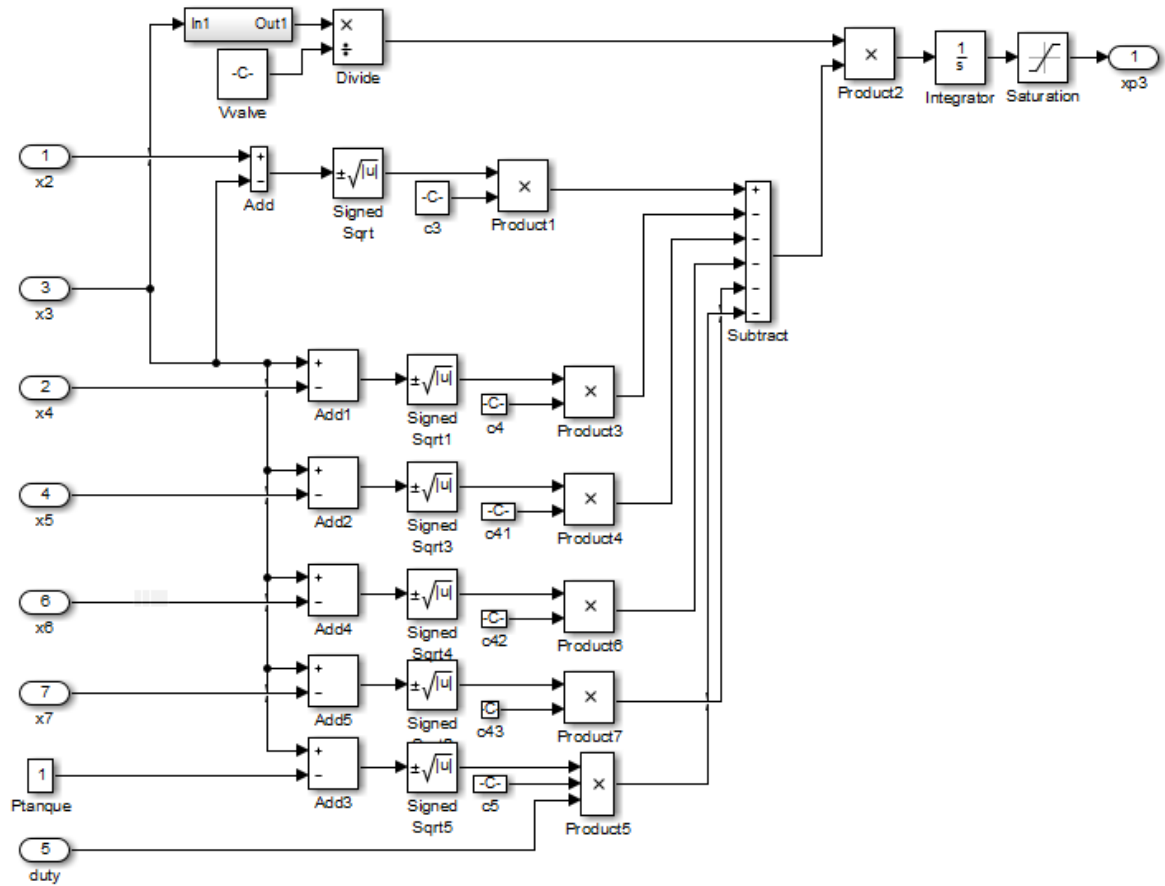 In1 Out1
×
÷
Divide
-C-
Vvalve
×
Product2
1
s
Integrator
Saturation
1
xp3
1
x2
+
−
Add
±√|u|
Signed
Sqrt
-C-
c3
×
Product1
+
−
−
−
−
−
Subtract
3
x3
2
x4
+
−
Add1
±√|u|
Signed
Sqrt1
-C-
c4
×
Product3
4
x5
+
−
Add2
±√|u|
Signed
Sqrt3
-C-
c41
×
Product4
6
x6
+
−
Add4
±√|u|
Signed
Sqrt4
-C-
c42
×
Product6
7
x7
+
−
Add5
±√|u|
Signed
-C-
c43
×
Product7
1
Ptanque
+
−
Add3
±√|u|
Signed
Sqrt5
-C-
c5
×
Product5
5
duty